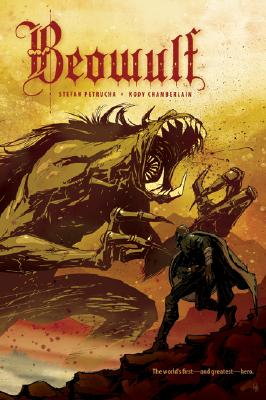 Beowulf
STEFAN PETRUCHA • KODY CHAMBERLAIN
The world's first—and greatest—hero.